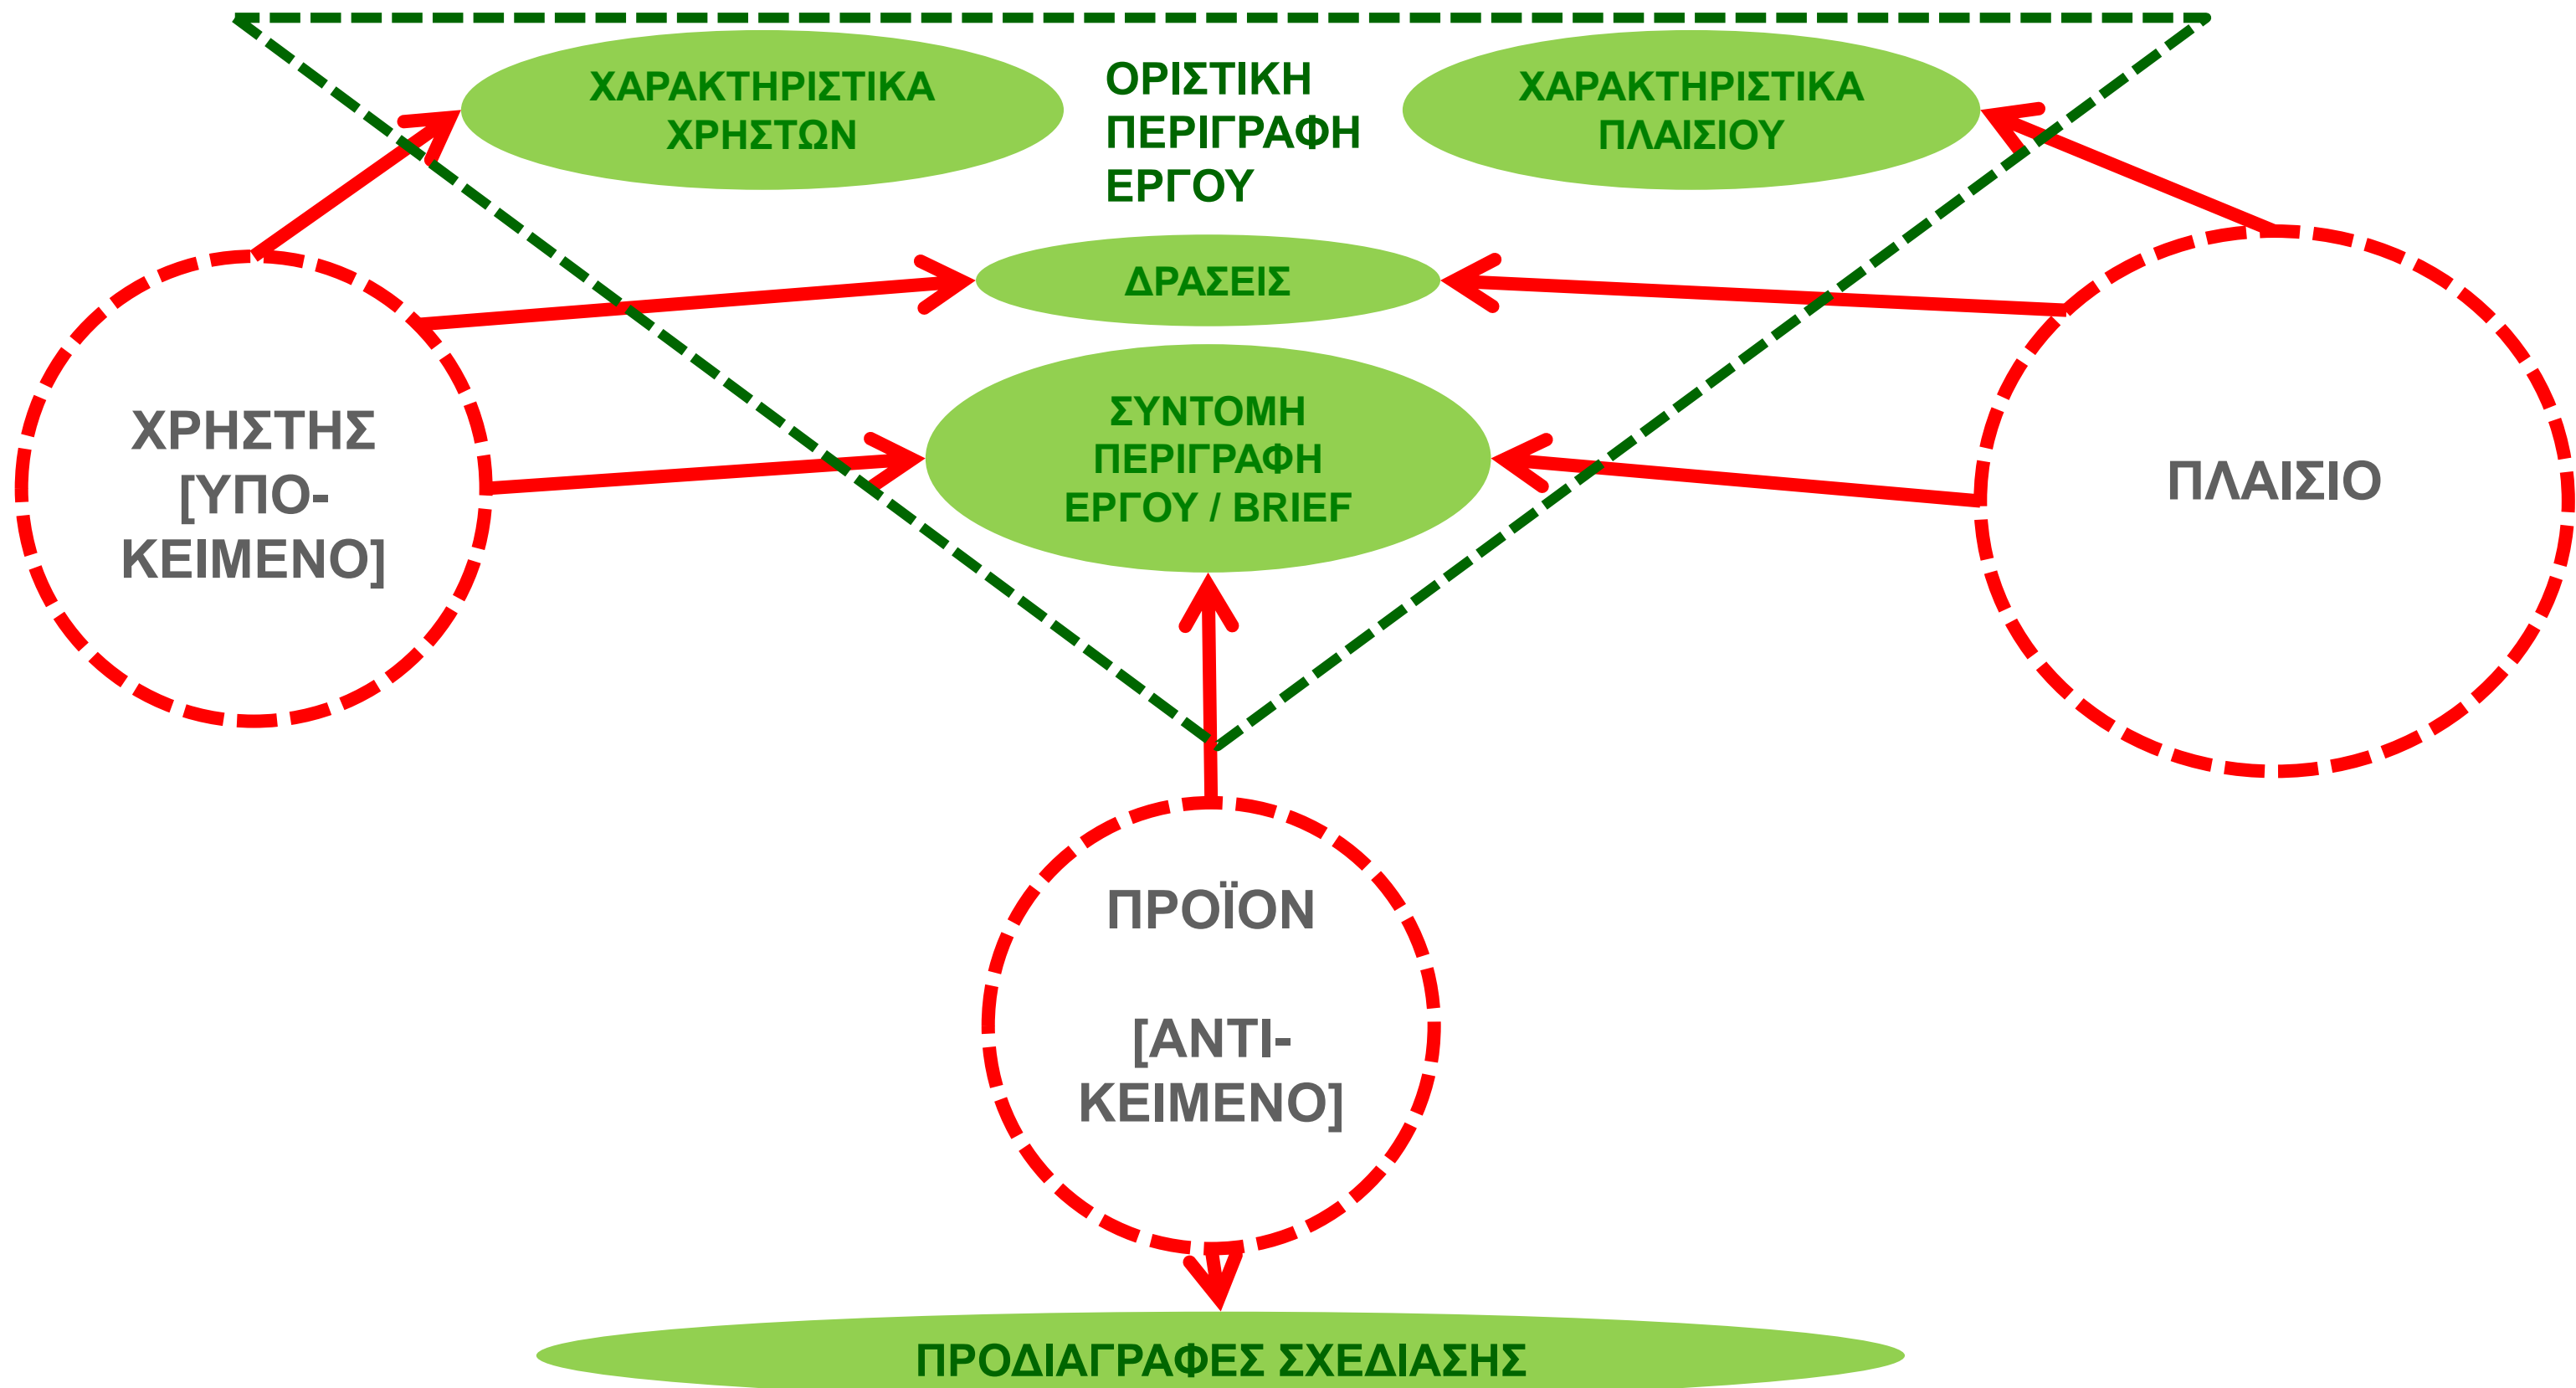 ΧΑΡΑΚΤΗΡΙΣΤΙΚΑ
ΧΡΗΣΤΩΝ
ΟΡΙΣΤΙΚΗ
ΠΕΡΙΓΡΑΦΗ
ΕΡΓΟΥ
ΧΑΡΑΚΤΗΡΙΣΤΙΚΑ
ΠΛΑΙΣΙΟΥ
ΔΡΑΣΕΙΣ
ΧΡΗΣΤΗΣ
[ΥΠΟ-
ΚΕΙΜΕΝΟ]
ΣΥΝΤΟΜΗ
ΠΕΡΙΓΡΑΦΗ
ΕΡΓΟΥ / BRIEF
ΠΛΑΙΣΙΟ
ΠΡΟΪΟΝ
[ΑΝΤΙ-
ΚΕΙΜΕΝΟ]
ΠΡΟΔΙΑΓΡΑΦΕΣ ΣΧΕΔΙΑΣΗΣ